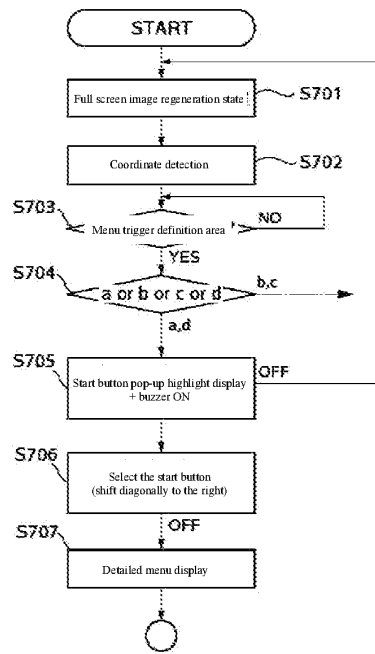 START
Full screen image regeneration state
S701
Coordinate detection
S702
S703
Menu trigger definition area
NO
YES
S704
a or b or c or d
b,c
a,d
S705
Start button pop-up highlight display
+ buzzer ON
OFF
S706
Select the start button
(shift diagonally to the right)
OFF
S707
Detailed menu display